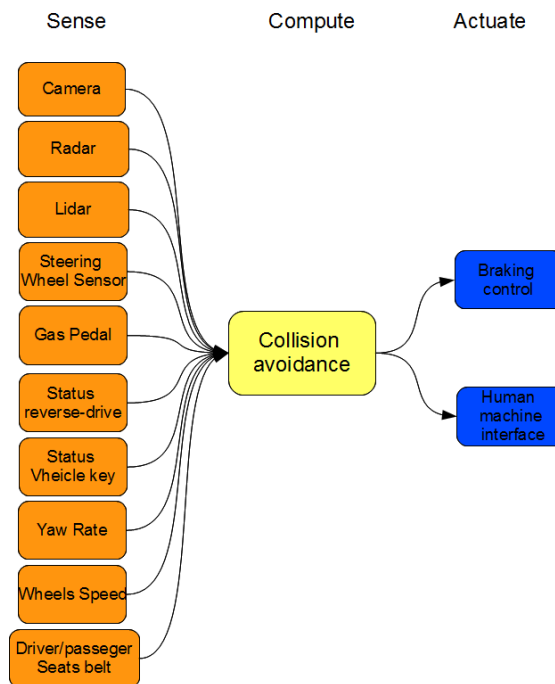 Sense Compute Actuate
Camera
Radar
Lidar
Steering
Wheel Sensor
Gas Pedal
Status
reverse-drive
Status
Vheicle key
Yaw Rate
Wheels Speed
Driver/passeger
Seats belt
Collision
avoidance
Braking
control
Human
machine
interface